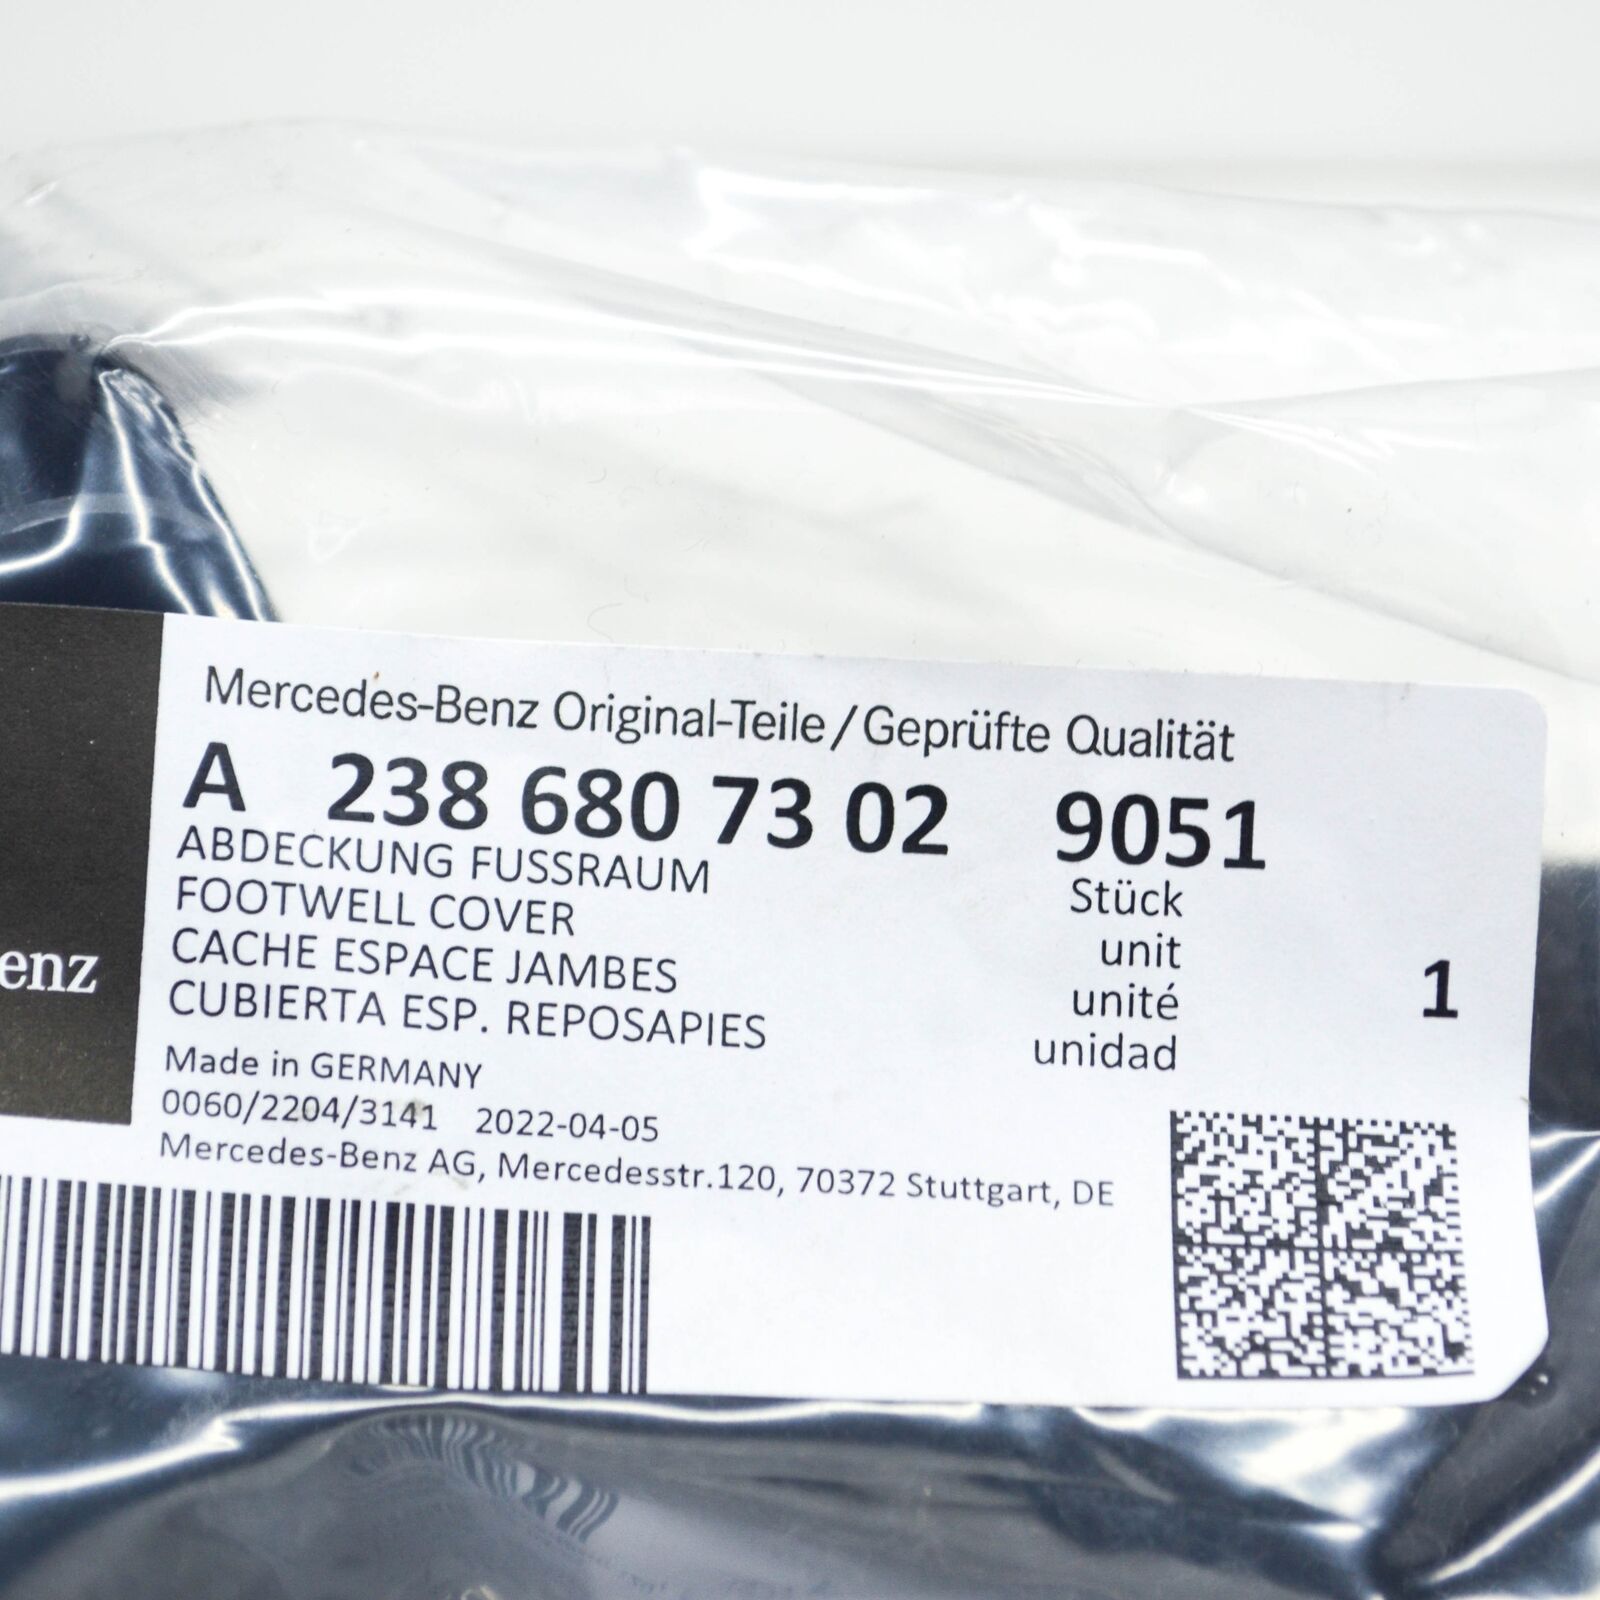 Mercedes-Benz Original-Teile/Geprüfte Qualität
A 238 680 73 02 9051
ABDECKUNG FUSSRAUM
FOOTWELL COVER
CACHE ESPACE JAMBES
CUBIERTA ESP. REPOSAPIES
Stück
unit
unité
unidad
1
enz
Made in GERMANY
0060/2204/3141 2022-04-05
Mercedes-Benz AG, Mercedesstr.120, 70372 Stuttgart, DE